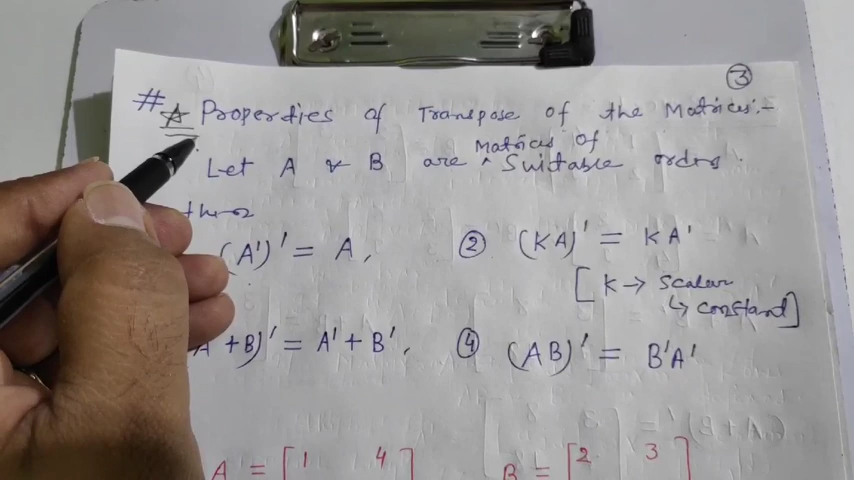 ③
# ☆ Properties of Transpose of the Matrices:-
Let A & B are ^ Matrices of Suitable orders.
then
(A')' = A, ② (KA)' = KA'
[K → Scalar
↳ constant]
A + B)' = A' + B', ④ (AB)' = B'A'
A = [1 4] B = [2 3]